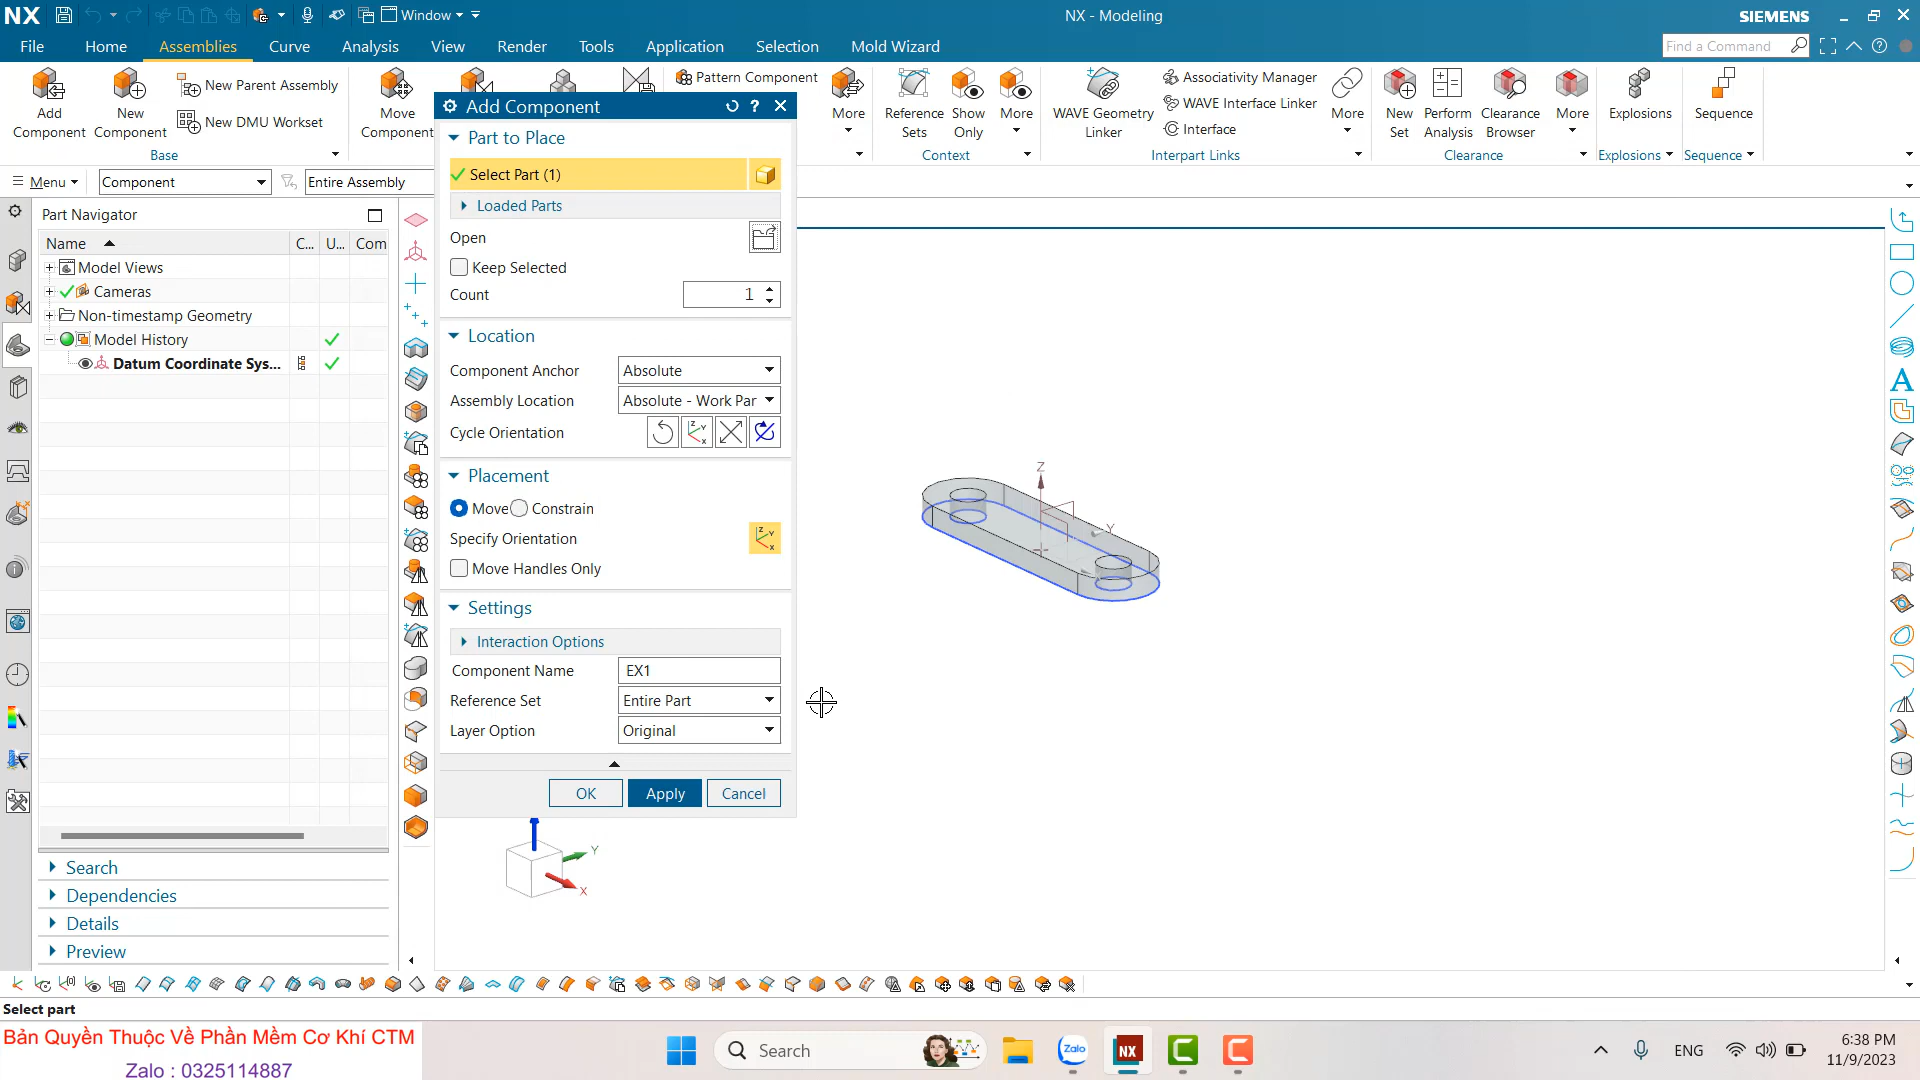 NX
Window
NX - Modeling
SIEMENS
File
Home
Assemblies
Curve
Analysis
View
Render
Tools
Application
Selection
Mold Wizard
Find a Command
Add
Component
New
Component
New Parent Assembly
New DMU Workset
Base
Move
Component
Pattern Component
More
Reference
Sets
Show
Only
More
Context
WAVE Geometry
Linker
Associativity Manager
WAVE Interface Linker
Interface
More
Interpart Links
New
Set
Perform
Analysis
Clearance
Browser
More
Clearance
Explosions
Explosions
Sequence
Sequence
Menu
Component
Entire Assembly
Part Navigator
Name
C...
U...
Com
Model Views
Cameras
Non-timestamp Geometry
Model History
Datum Coordinate Sys...
Search
Dependencies
Details
Preview
Add Component
Part to Place
Select Part (1)
Loaded Parts
Open
Keep Selected
Count
1
Location
Component Anchor
Absolute
Assembly Location
Absolute - Work Par
Cycle Orientation
Placement
Move
Constrain
Specify Orientation
Move Handles Only
Settings
Interaction Options
Component Name
EX1
Reference Set
Entire Part
Layer Option
Original
OK
Apply
Cancel
Z
Y
Y
X
Select part
Bản Quyền Thuộc Về Phần Mềm Cơ Khí CTM
Zalo : 0325114887
Search
Zalo
NX
ENG
6:38 PM
11/9/2023